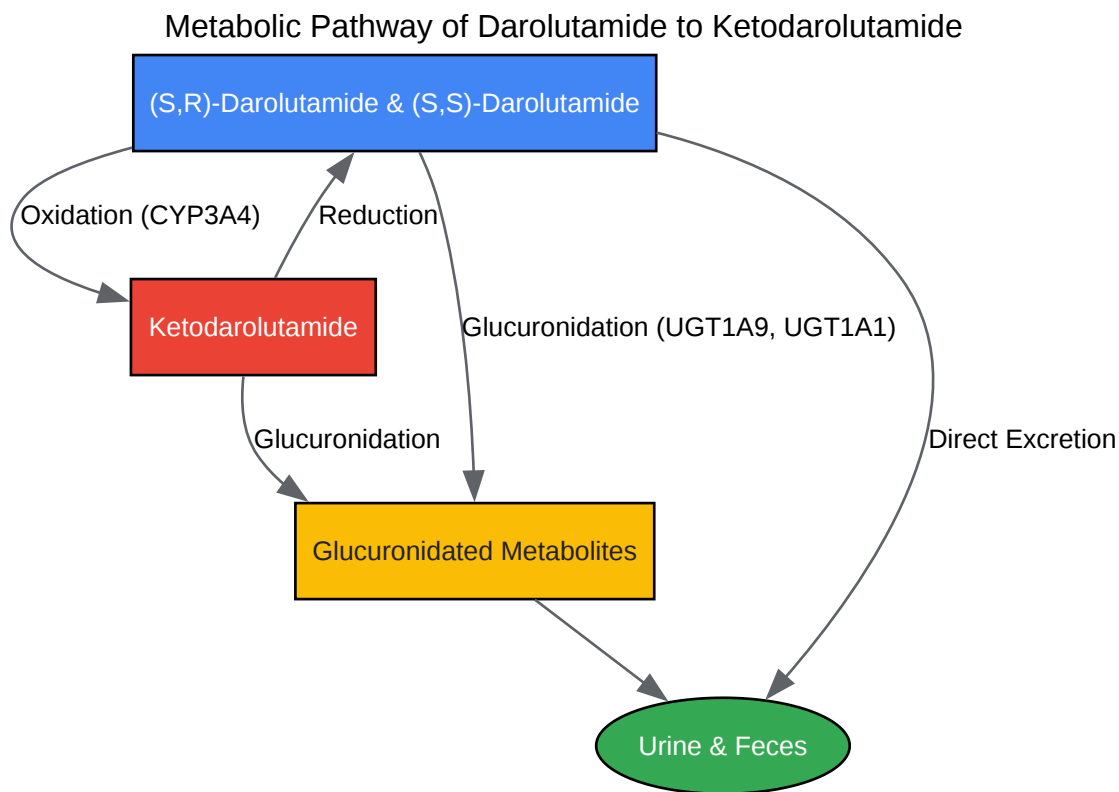 Metabolic Pathway of Darolutamide to Ketodarolutamide
(S,R)-Darolutamide & (S,S)-Darolutamide
Oxidation (CYP3A4)
Reduction
Ketodarolutamide
Glucuronidation (UGT1A9, UGT1A1)
Glucuronidation
Direct Excretion
Glucuronidated Metabolites
Urine & Feces